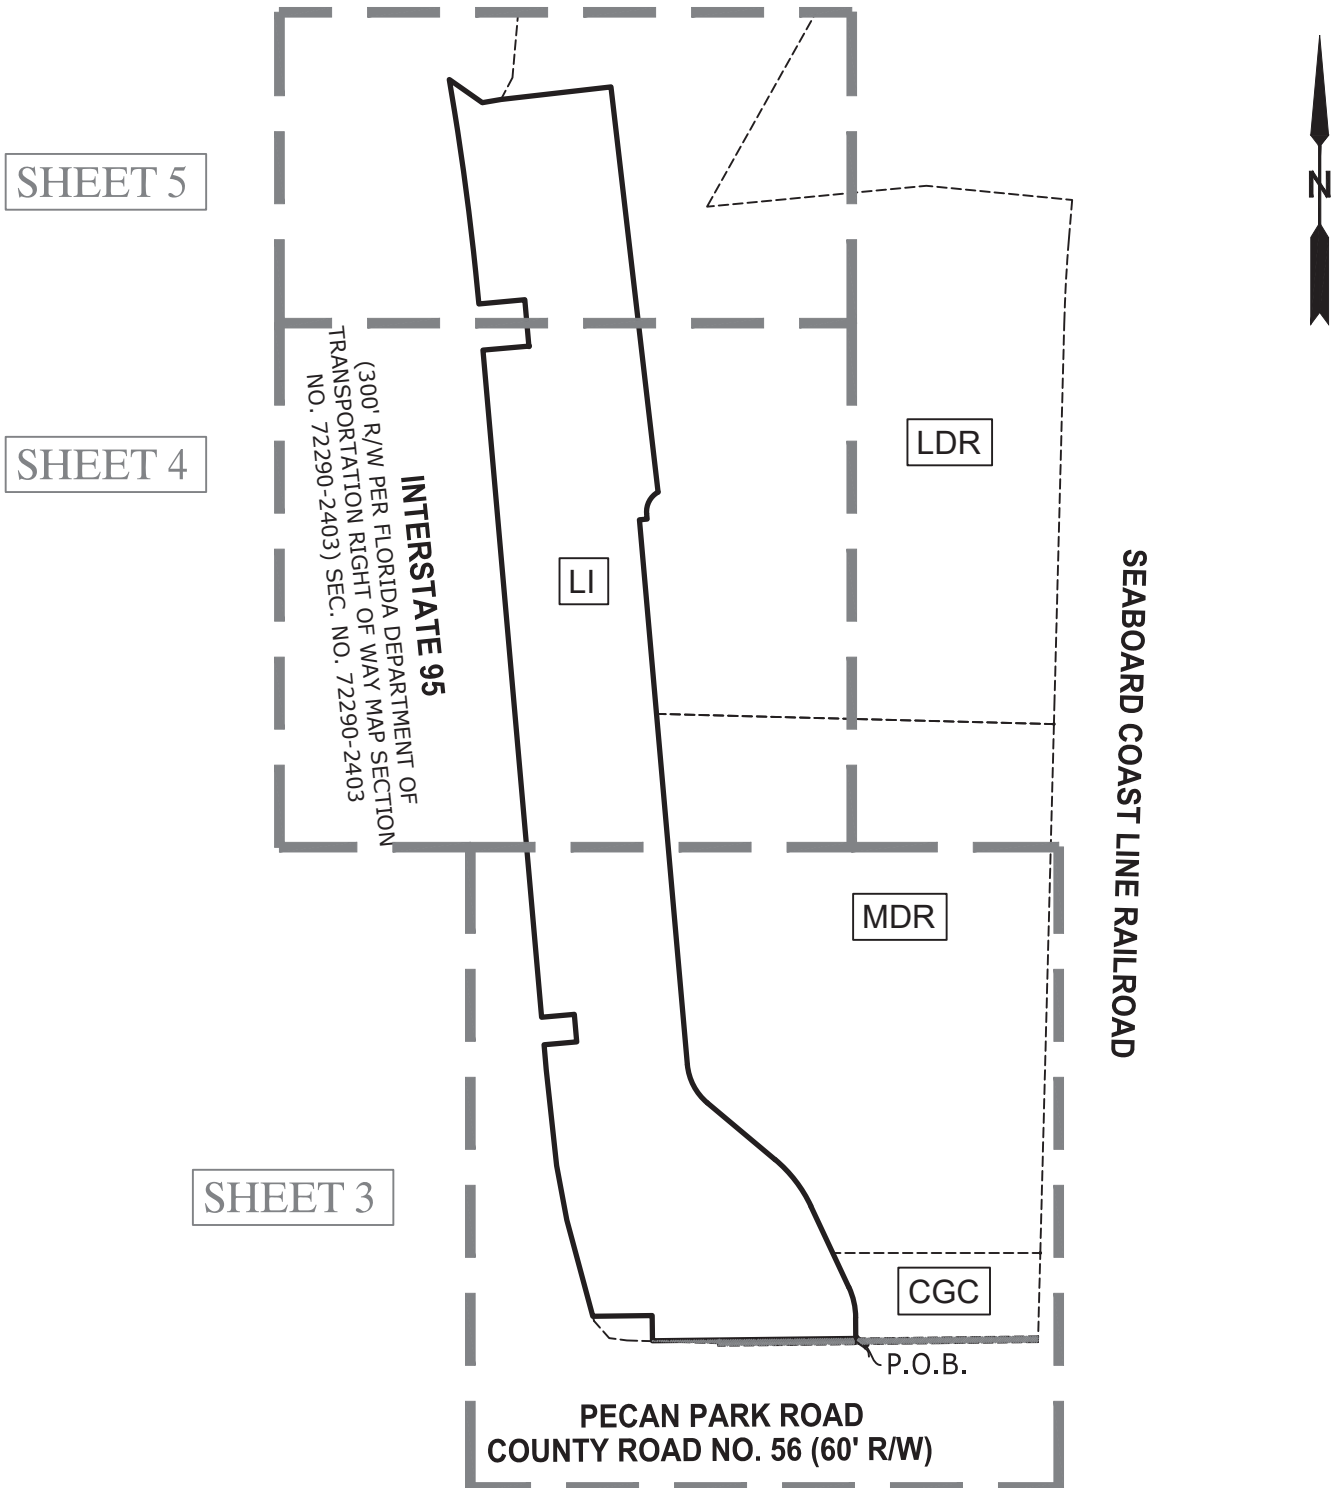 SHEET 5
N
SHEET 4
LDR
INTERSTATE 95
(300' R/W PER FLORIDA DEPARTMENT OF
TRANSPORTATION RIGHT OF WAY MAP SECTION
NO. 72290-2403) SEC. NO. 72290-2403
LI
SEABOARD COAST LINE RAILROAD
MDR
SHEET 3
CGC
P.O.B.
PECAN PARK ROAD
COUNTY ROAD NO. 56 (60' R/W)